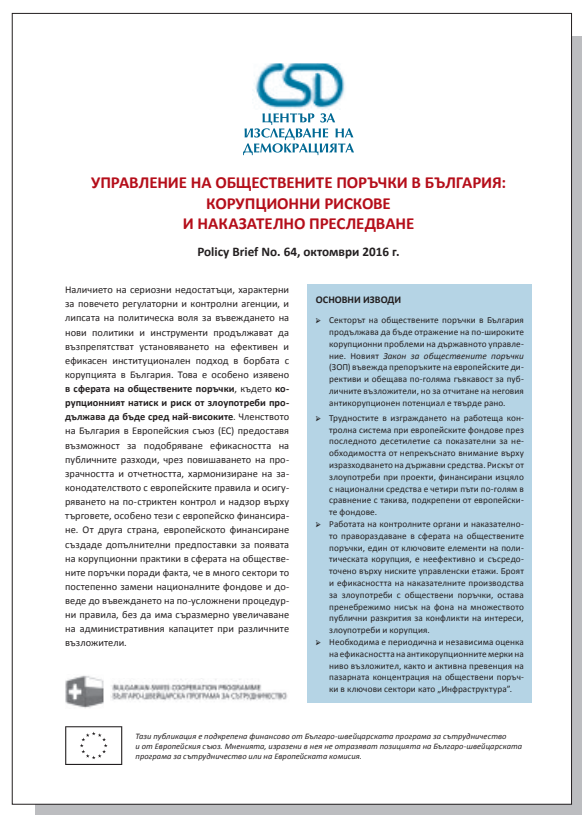 CSD
ЦЕНТЪР ЗА
ИЗСЛЕДВАНЕ НА
ДЕМОКРАЦИЯТА
УПРАВЛЕНИЕ НА ОБЩЕСТВЕНИТЕ ПОРЪЧКИ В БЪЛГАРИЯ:
КОРУПЦИОННИ РИСКОВЕ
И НАКАЗАТЕЛНО ПРЕСЛЕДВАНЕ
Policy Brief No. 64, октомври 2016 г.
Наличието на сериозни недостатъци, характерни
за повечето регулаторни и контролни агенции, и
липсата на политическа воля за въвеждането на
нови политики и инструменти продължават да
възпрепятстват установяването на ефективен и
ефикасен институционален подход в борбата с
корупцията в България. Това е особено изявено
в сферата на обществените поръчки, където ко-
рупционният натиск и риск от злоупотреби про-
дължава да бъде сред най-високите. Членството
на България в Европейския съюз (ЕС) предоставя
възможност за подобряване ефикасността на
публичните разходи, чрез повишаването на про-
зрачността и отчетността, хармонизиране на за-
конодателството с европейските правила и осигу-
ряването на по-стриктен контрол и надзор върху
търговете, особено тези с европейско финансира-
не. От друга страна, европейското финансиране
създаде допълнителни предпоставки за появата
на корупционни практики в сферата на обществе-
ните поръчки поради факта, че в много сектори то
постепенно замени националните фондове и до-
веде до въвеждането на по-усложнени процедур-
ни правила, без да има съразмерно увеличаване
на административния капацитет при различните
възложители.
ОСНОВНИ ИЗВОДИ
➢ Секторът на обществените поръчки в България
продължава да бъде отражение на по-широките
корупционни проблеми на държавното управле-
ние. Новият Закон за обществените поръчки
(ЗОП) въвежда препоръките на европейските ди-
рективи и обещава по-голяма гъвкавост за пуб-
личните възложители, но за отчитане на неговия
антикорупционен потенциал е твърде рано.
➢ Трудностите в изграждането на работеща кон-
тролна система при европейските фондове през
последното десетилетие са показателни за не-
обходимостта от непрекъснато внимание върху
изразходването на държавни средства. Рискът от
злоупотреби при проекти, финансирани изцяло
с национални средства е четири пъти по-голям в
сравнение с такива, подкрепени от европейски-
те фондове.
➢ Работата на контролните органи и наказателно-
то правораздаване в сферата на обществените
поръчки, един от ключовите елементи на поли-
тическата корупция, е неефективно и съсредо-
точено върху ниските управленски етажи. Броят
и ефикасността на наказателните производства
за злоупотреби с обществени поръчки, остава
пренебрежимо нисък на фона на множеството
публични разкрития за конфликти на интереси,
злоупотреби и корупция.
➢ Необходима е периодична и независима оценка
на ефикасността на антикорупционните мерки на
ниво възложител, както и активна превенция на
пазарната концентрация на обществени поръч-
ки в ключови сектори като „Инфраструктура".
BULGARIAN-SWISS COOPERATION PROGRAMME
БЪЛГАРО-ШВЕЙЦАРСКА ПРОГРАМА ЗА СЪТРУДНИЧЕСТВО
Тази публикация е подкрепена финансово от Българо-швейцарската програма за сътрудничество
и от Европейския съюз. Мненията, изразени в нея не отразяват позицията на Българо-швейцарската
програма за сътрудничество или на Европейската комисия.